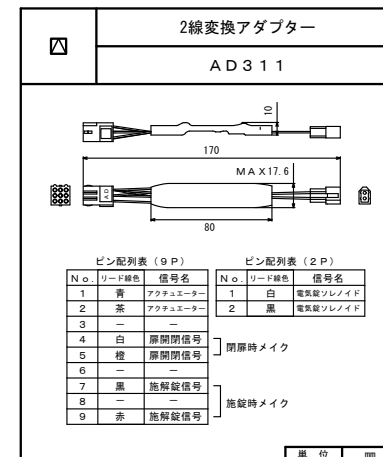 2線変換アダプター
AD311
10
170
MAX17.6
AD
80
ピン配列表（9P）
No. リード線色 信号名
1 青 アクチュエーター
2 茶 アクチュエーター
3 － －
4 白 扉開閉信号
5 橙 扉開閉信号
6 － －
7 黒 施解錠信号
8 － －
9 赤 施解錠信号
閉扉時メイク
施錠時メイク
ピン配列表（2P）
No. リード線色 信号名
1 白 電気錠ソレノイド
2 黒 電気錠ソレノイド
単位 mm